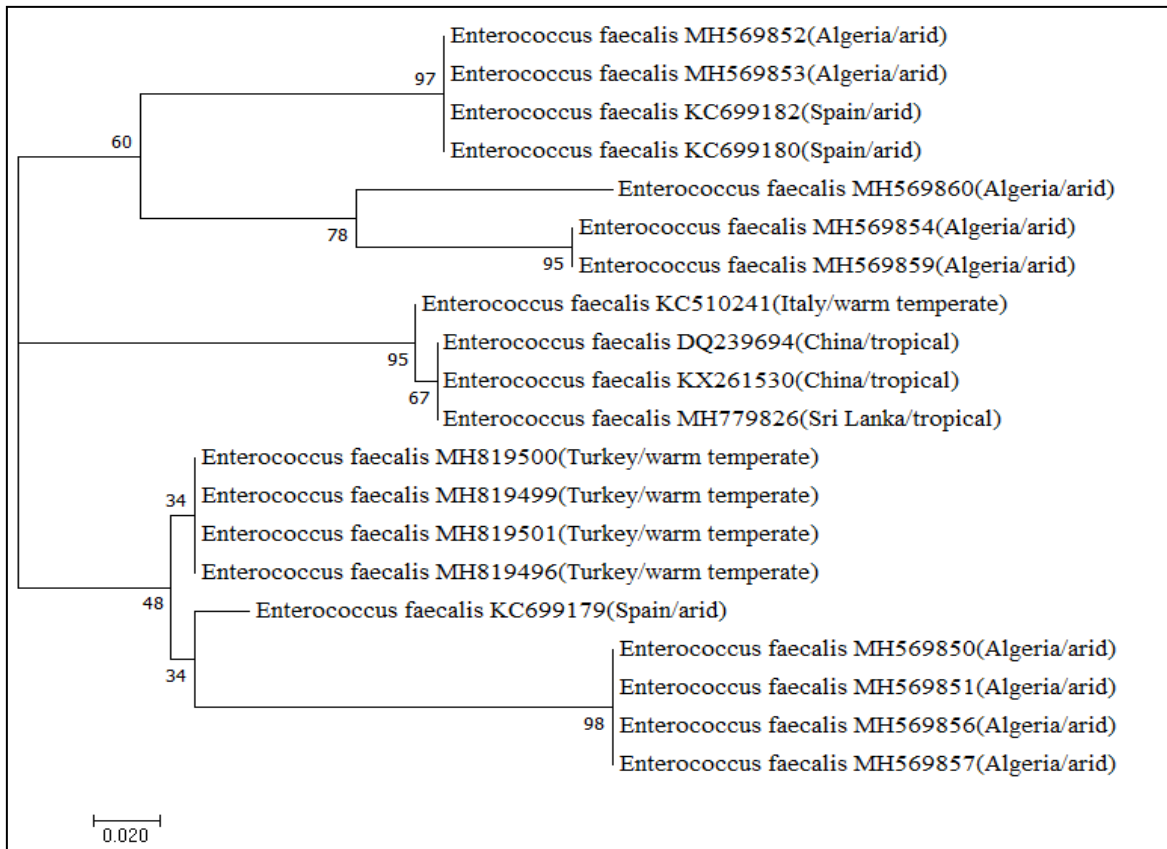 Enterococcus faecalis MH569852(Algeria/arid)
97
Enterococcus faecalis MH569853(Algeria/arid)
Enterococcus faecalis KC699182(Spain/arid)
60
Enterococcus faecalis KC699180(Spain/arid)
Enterococcus faecalis MH569860(Algeria/arid)
78
Enterococcus faecalis MH569854(Algeria/arid)
95
Enterococcus faecalis MH569859(Algeria/arid)
Enterococcus faecalis KC510241(Italy/warm temperate)
95
Enterococcus faecalis DQ239694(China/tropical)
Enterococcus faecalis KX261530(China/tropical)
67
Enterococcus faecalis MH779826(Sri Lanka/tropical)
Enterococcus faecalis MH819500(Turkey/warm temperate)
34
Enterococcus faecalis MH819499(Turkey/warm temperate)
Enterococcus faecalis MH819501(Turkey/warm temperate)
Enterococcus faecalis MH819496(Turkey/warm temperate)
48
Enterococcus faecalis KC699179(Spain/arid)
34
Enterococcus faecalis MH569850(Algeria/arid)
Enterococcus faecalis MH569851(Algeria/arid)
98
Enterococcus faecalis MH569856(Algeria/arid)
Enterococcus faecalis MH569857(Algeria/arid)
0.020